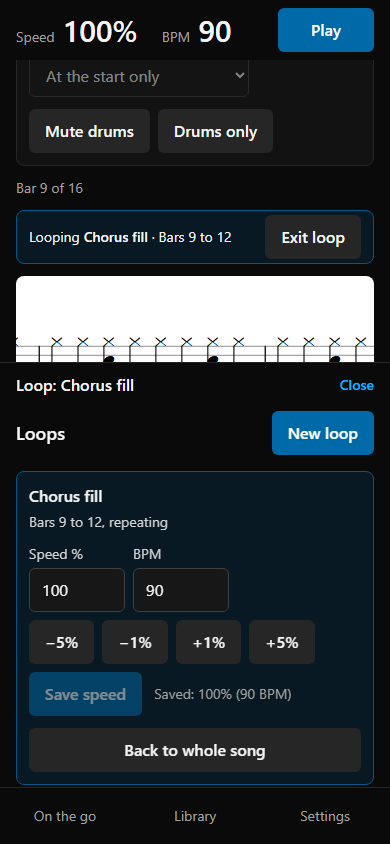 Speed 100% BPM 90 Play
At the start only
Mute drums Drums only
Bar 9 of 16
Looping Chorus fill · Bars 9 to 12 Exit loop
Loop: Chorus fill Close
Loops New loop
Chorus fill
Bars 9 to 12, repeating
Speed % BPM
100 90
−5% −1% +1% +5%
Save speed Saved: 100% (90 BPM)
Back to whole song
On the go Library Settings